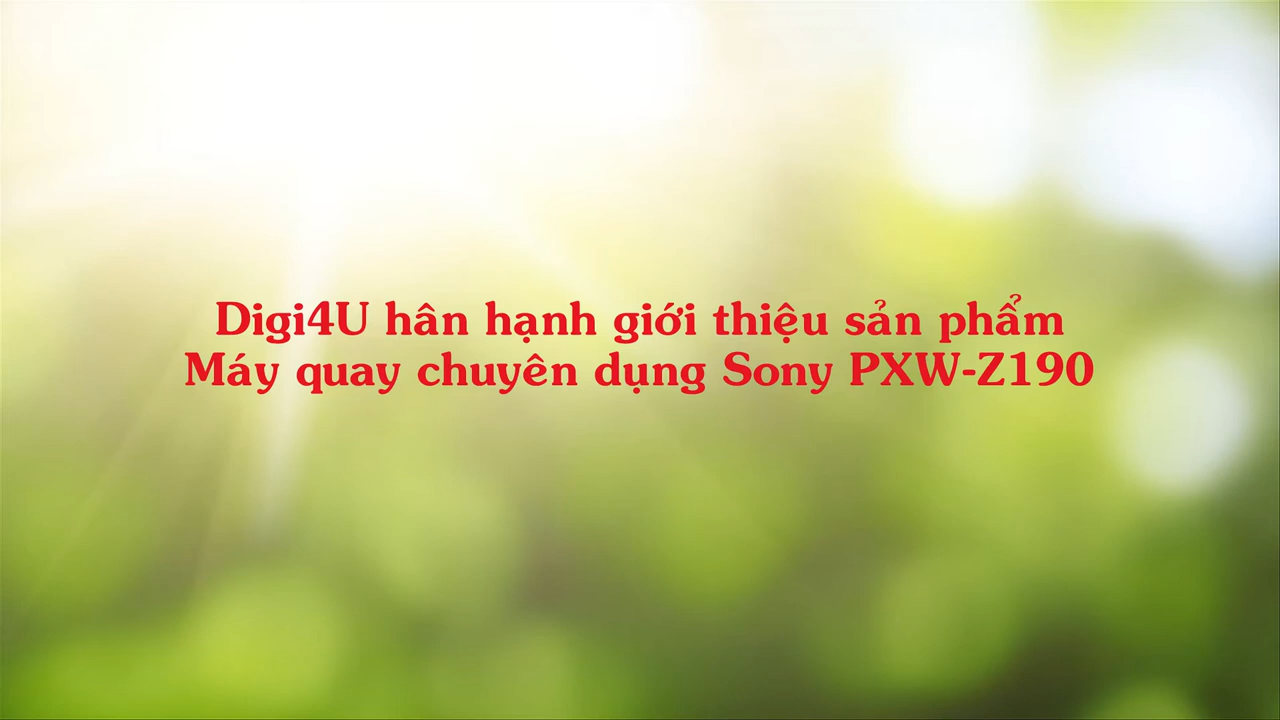 Digi4U hân hạnh giới thiệu sản phẩm
Máy quay chuyên dụng Sony PXW-Z190